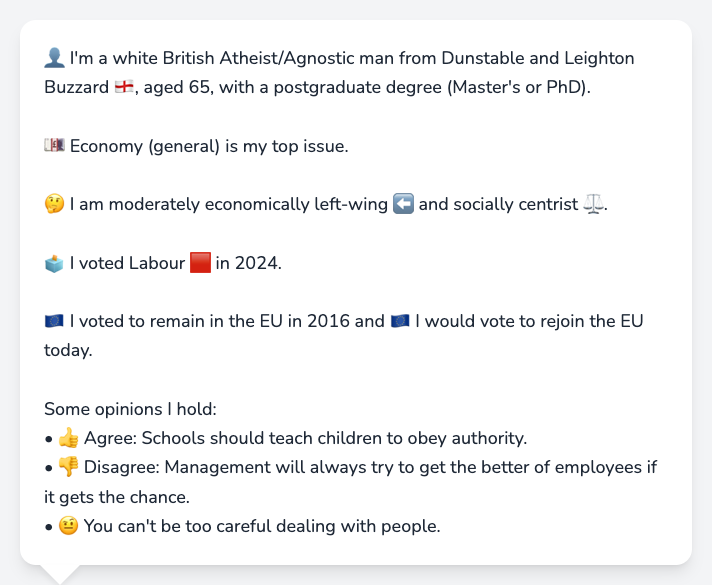 👤 I'm a white British Atheist/Agnostic man from Dunstable and Leighton
Buzzard 🏴󠁧󠁢󠁥󠁮󠁧󠁿, aged 65, with a postgraduate degree (Master's or PhD).
💷 Economy (general) is my top issue.
🤔 I am moderately economically left-wing ⬅️ and socially centrist ⚖️.
🗳️ I voted Labour 🟥 in 2024.
🇪🇺 I voted to remain in the EU in 2016 and 🇪🇺 I would vote to rejoin the EU
today.
Some opinions I hold:
• 👍 Agree: Schools should teach children to obey authority.
• 👎 Disagree: Management will always try to get the better of employees if
it gets the chance.
• 🤨 You can't be too careful dealing with people.